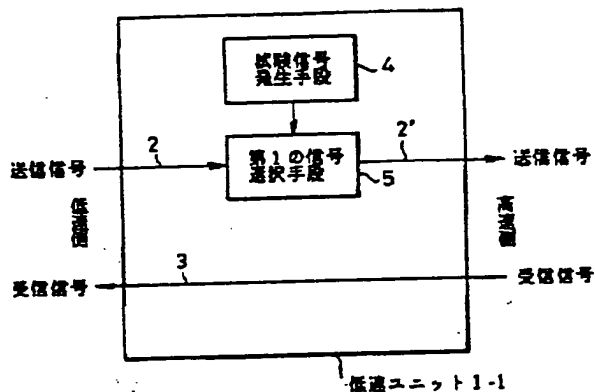 試験信号
発生手段
4
送信信号
2
第1の信号
選択手段
2'
送信信号
5
低速側
高速側
受信信号
3
受信信号
低速ユニット1-1